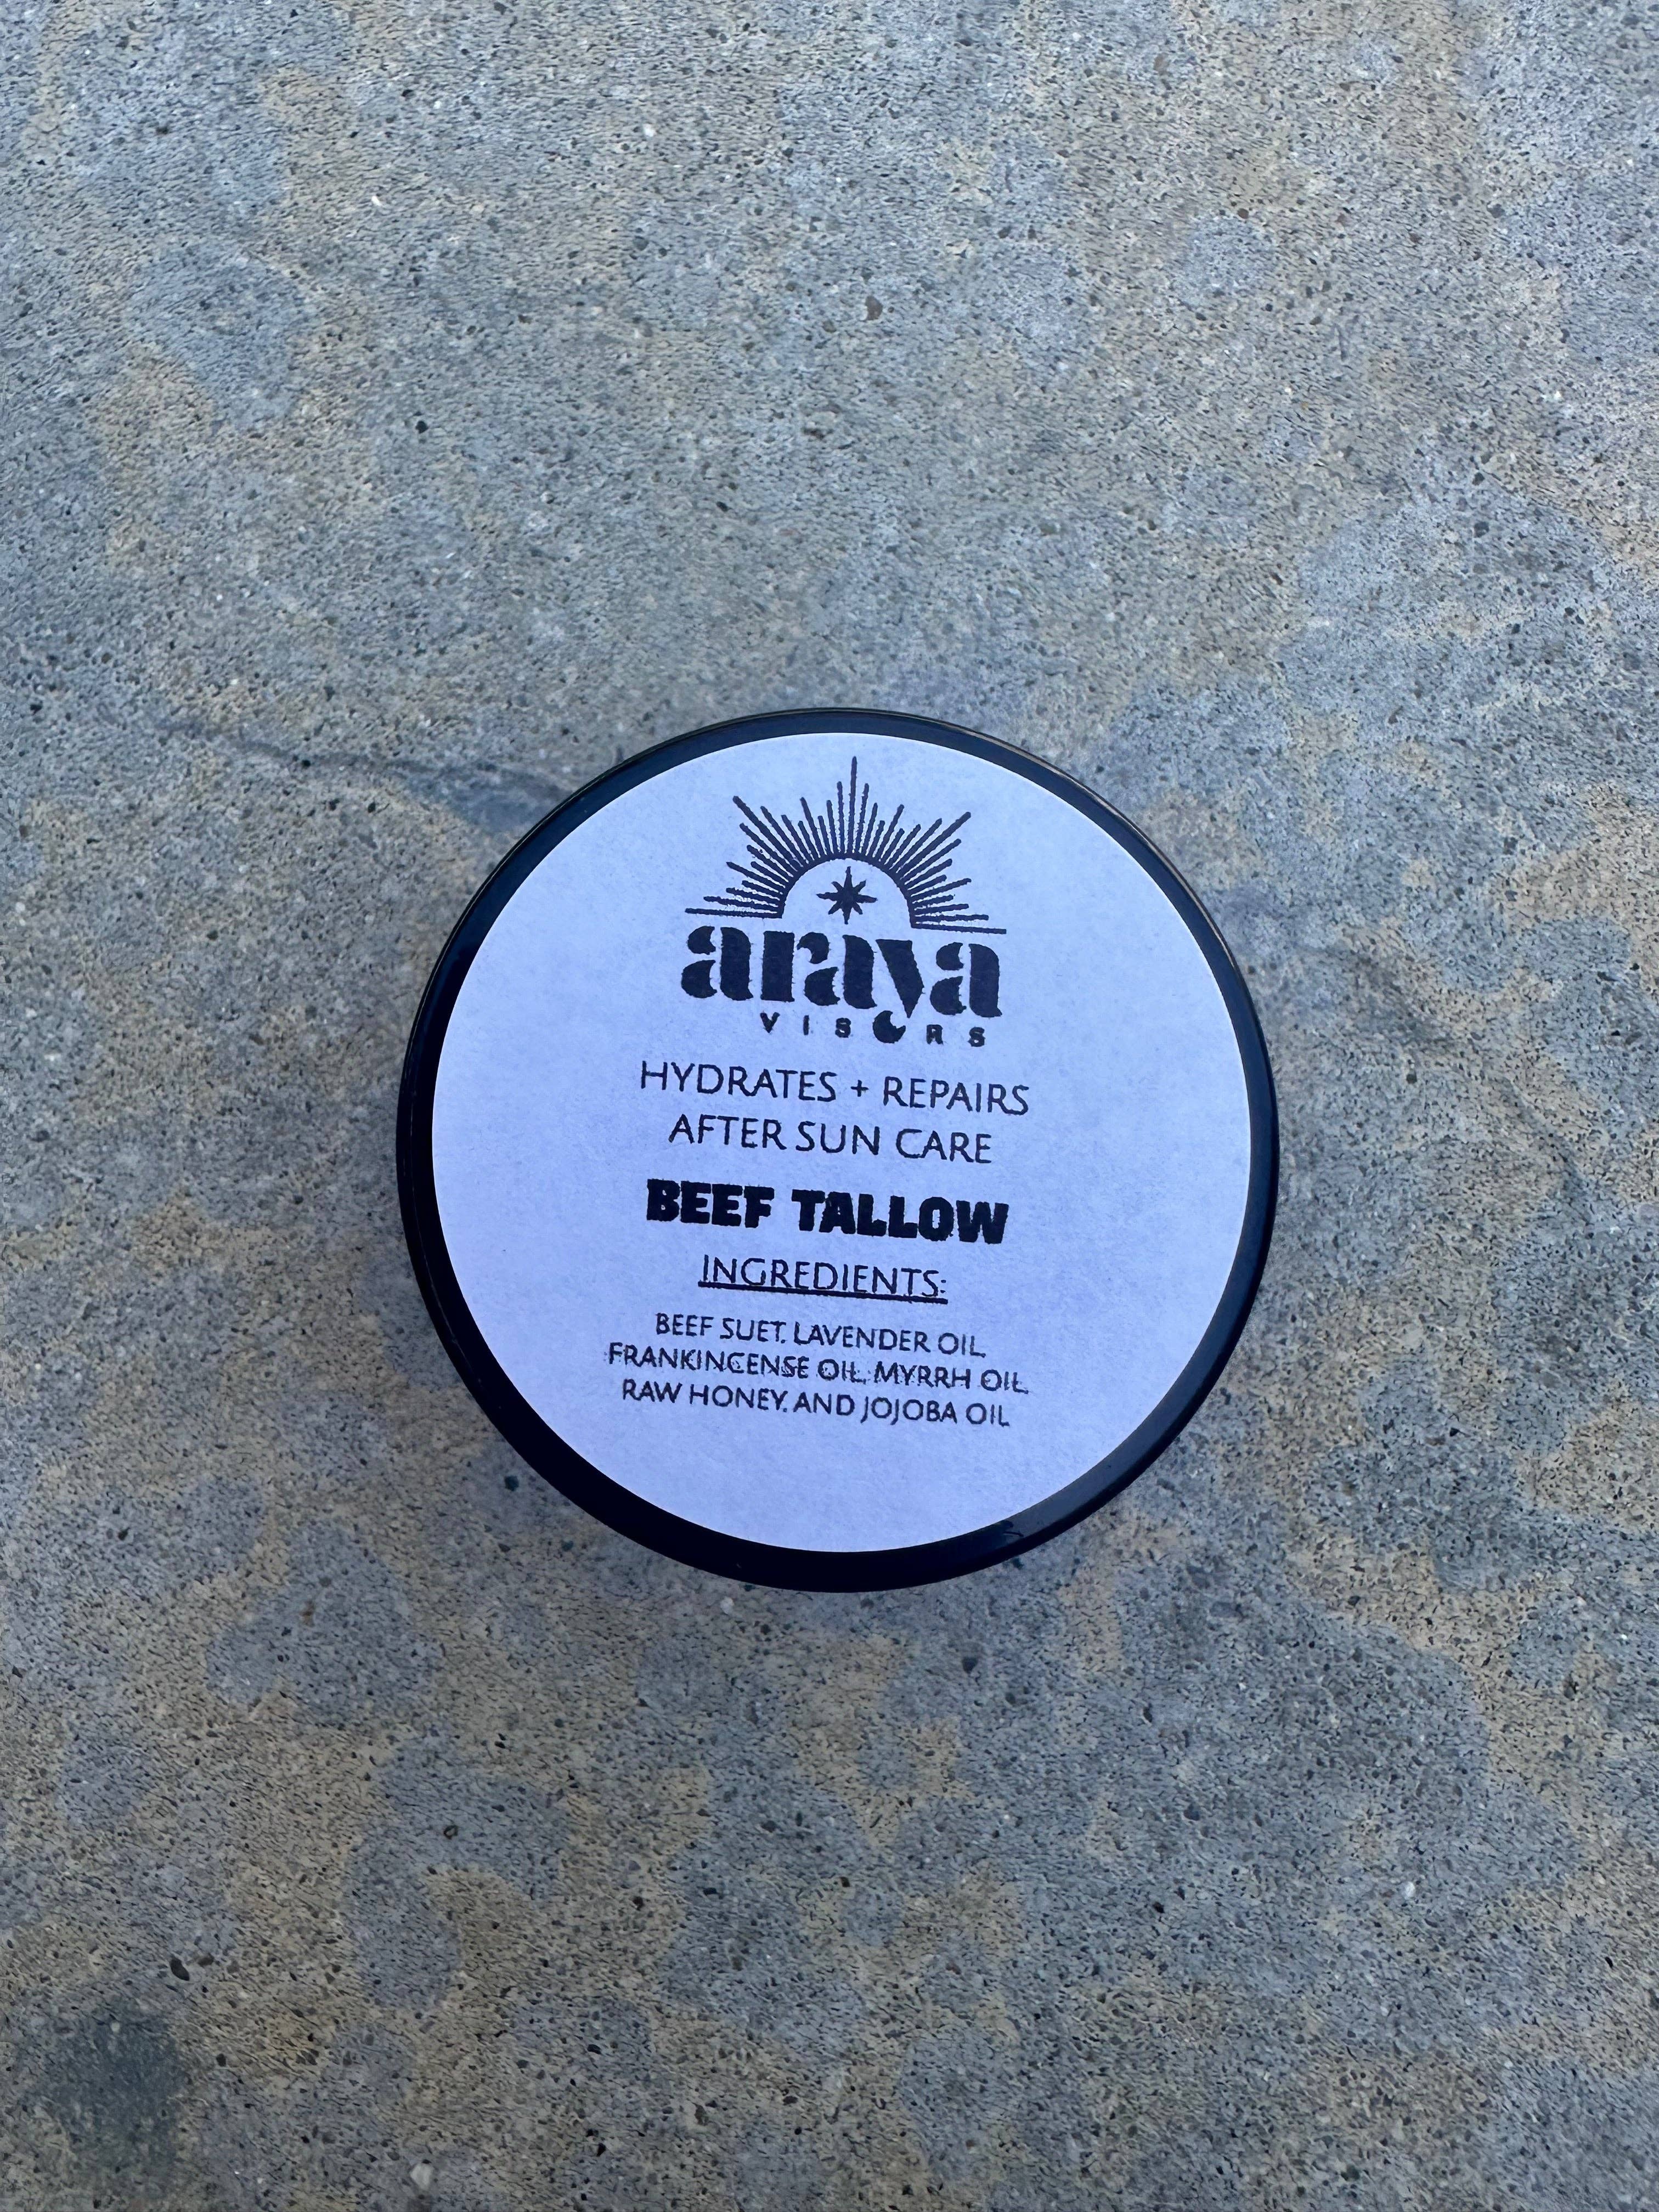 araya
VISORS
HYDRATES + REPAIRS
AFTER SUN CARE
BEEF TALLOW
INGREDIENTS:
BEEF SUET, LAVENDER OIL,
FRANKINCENSE OIL, MYRRH OIL,
RAW HONEY, AND JOJOBA OIL